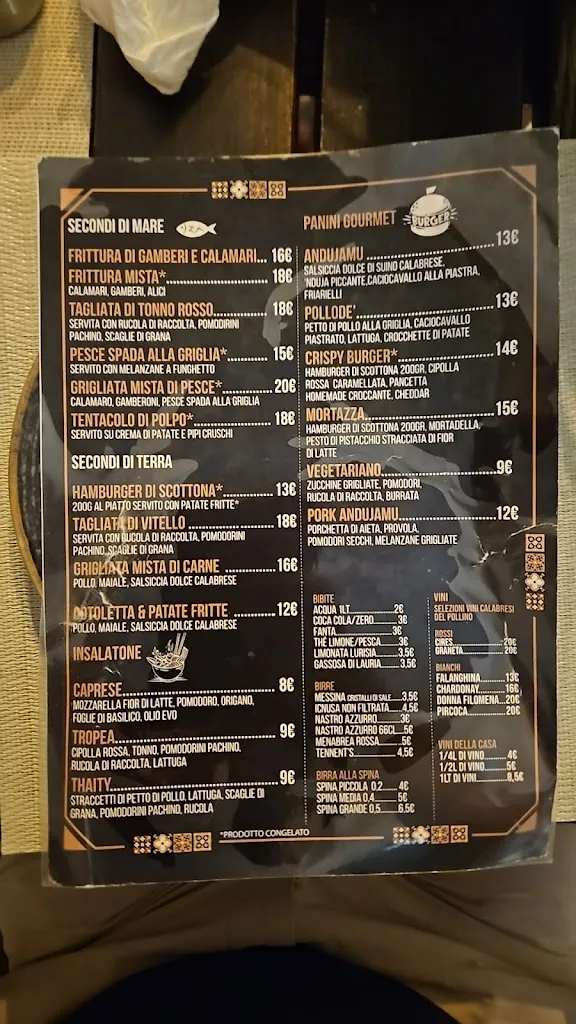 SECONDI DI MARE
FRITTURA DI GAMBERI E CALAMARI... 16€
FRITTURA MISTA* 18€
CALAMARI, GAMBERI, ALICI
TAGLIATA DI TONNO ROSSO 18€
SERVITA CON RUCOLA DI RACCOLTA, POMODORINI
PACHINO, SCAGLIE DI GRANA
PESCE SPADA ALLA GRIGLIA* 15€
SERVITO CON MELANZANE A FUNGHETTO
GRIGLIATA MISTA DI PESCE* 20€
CALAMARO, GAMBERONI, PESCE SPADA ALLA GRIGLIA
TENTACOLO DI POLPO* 18€
SERVITO SU CREMA DI PATATE E PIPI CRUSCHI
SECONDI DI TERRA
HAMBURGER DI SCOTTONA* 13€
200G AL PIATTO SERVITO CON PATATE FRITTE*
TAGLIATA DI VITELLO 18€
SERVITA CON RUCOLA DI RACCOLTA, POMODORINI
PACHINO, SCAGLIE DI GRANA
GRIGLIATA MISTA DI CARNE 16€
POLLO, MAIALE, SALSICCIA DOLCE CALABRESE
COTOLETTA & PATATE FRITTE 12€
POLLO, MAIALE, SALSICCIA DOLCE CALABRESE
INSALATONE
CAPRESE 8€
MOZZARELLA FIOR DI LATTE, POMODORO, ORIGANO,
FOGLIE DI BASILICO, OLIO EVO
TROPEA 9€
CIPOLLA ROSSA, TONNO, POMODORINI PACHINO,
RUCOLA DI RACCOLTA, LATTUGA
THAITY 9€
STRACCETTI DI PETTO DI POLLO, LATTUGA, SCAGLIE DI
GRANA, POMODORINI PACHINO, RUCOLA
PANINI GOURMET
BURGER
ANDUJAMU 13€
SALSICCIA DOLCE DI SUINO CALABRESE,
'NDUJA PICCANTE,CACIOCAVALLO ALLA PIASTRA,
FRIARIELLI
POLLODE' 13€
PETTO DI POLLO ALLA GRIGLIA, CACIOCAVALLO
PIASTRATO, LATTUGA, CROCCHETTE DI PATATE
CRISPY BURGER* 14€
HAMBURGER DI SCOTTONA 200GR, CIPOLLA
ROSSA CARAMELLATA, PANCETTA
HOMEMADE CROCCANTE, CHEDDAR
MORTAZZA 15€
HAMBURGER DI SCOTTONA 200GR, MORTADELLA,
PESTO DI PISTACCHIO STRACCIATA DI FIOR
DI LATTE
VEGETARIANO 9€
ZUCCHINE GRIGLIATE, POMODORI,
RUCOLA DI RACCOLTA, BURRATA
PORK ANDUJAMU 12€
PORCHETTA DI AIETA, PROVOLA,
POMODORI SECCHI, MELANZANE GRIGLIATE
BIBITE
ACQUA 1LT 2€
COCA COLA/ZERO 3€
FANTA 3€
THÈ LIMONE/PESCA 3€
LIMONATA LURISIA 3.5€
GASSOSA DI LAURIA 3.5€
BIRRE
MESSINA CRISTALLI DI SALE 3.5€
ICNUSA NON FILTRATA 4.5€
NASTRO AZZURRO 3€
NASTRO AZZURRO 66CL 5€
MENABREA ROSSA 5€
TENNENT'S 4.5€
BIRRA ALLA SPINA
SPINA PICCOLA 0,2 4€
SPINA MEDIA 0,4 5€
SPINA GRANDE 0,5 6.5€
VINI
SELEZIONI VINI CALABRESI
DEL POLLINO
ROSSI
CIRES 20€
GRANETA 20€
BIANCHI
FALANGHINA 13€
CHARDONAY 16€
DONNA FILOMENA 20€
PIRCOCA 20€
VINI DELLA CASA
1/4L DI VINO 4€
1/2L DI VINO 5€
1LT DI VINI 8,5€
*PRODOTTO CONGELATO